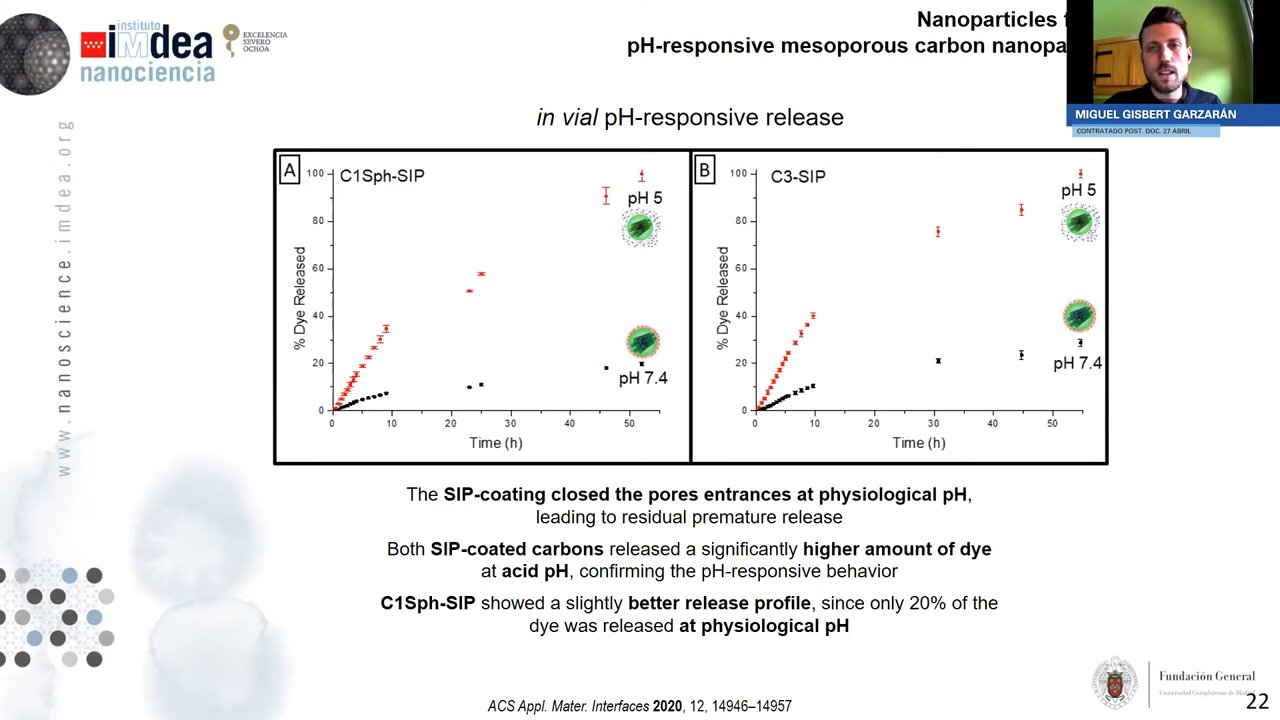 instituto
imdea
nanociencia
EXCELENCIA
SEVERO
OCHOA
Nanoparticles
pH-responsive mesoporous carbon
MIGUEL GISBERT GARZARÁN
CONTRATADO POST. DOC. 27 ABRIL
www.nanoscience.imdea.org
in vial pH-responsive release
A
C1Sph-SIP
pH 5
pH 7.4
% Dye Released
100
80
60
40
20
0
0 10 20 30 40 50
Time (h)
B
C3-SIP
pH 5
pH 7.4
% Dye Released
100
80
60
40
20
0
0 10 20 30 40 50
Time (h)
The SIP-coating closed the pores entrances at physiological pH,
leading to residual premature release
Both SIP-coated carbons released a significantly higher amount of dye
at acid pH, confirming the pH-responsive behavior
C1Sph-SIP showed a slightly better release profile, since only 20% of the
dye was released at physiological pH
ACS Appl. Mater. Interfaces 2020, 12, 14946–14957
Fundación General
Universidad Complutense de
22